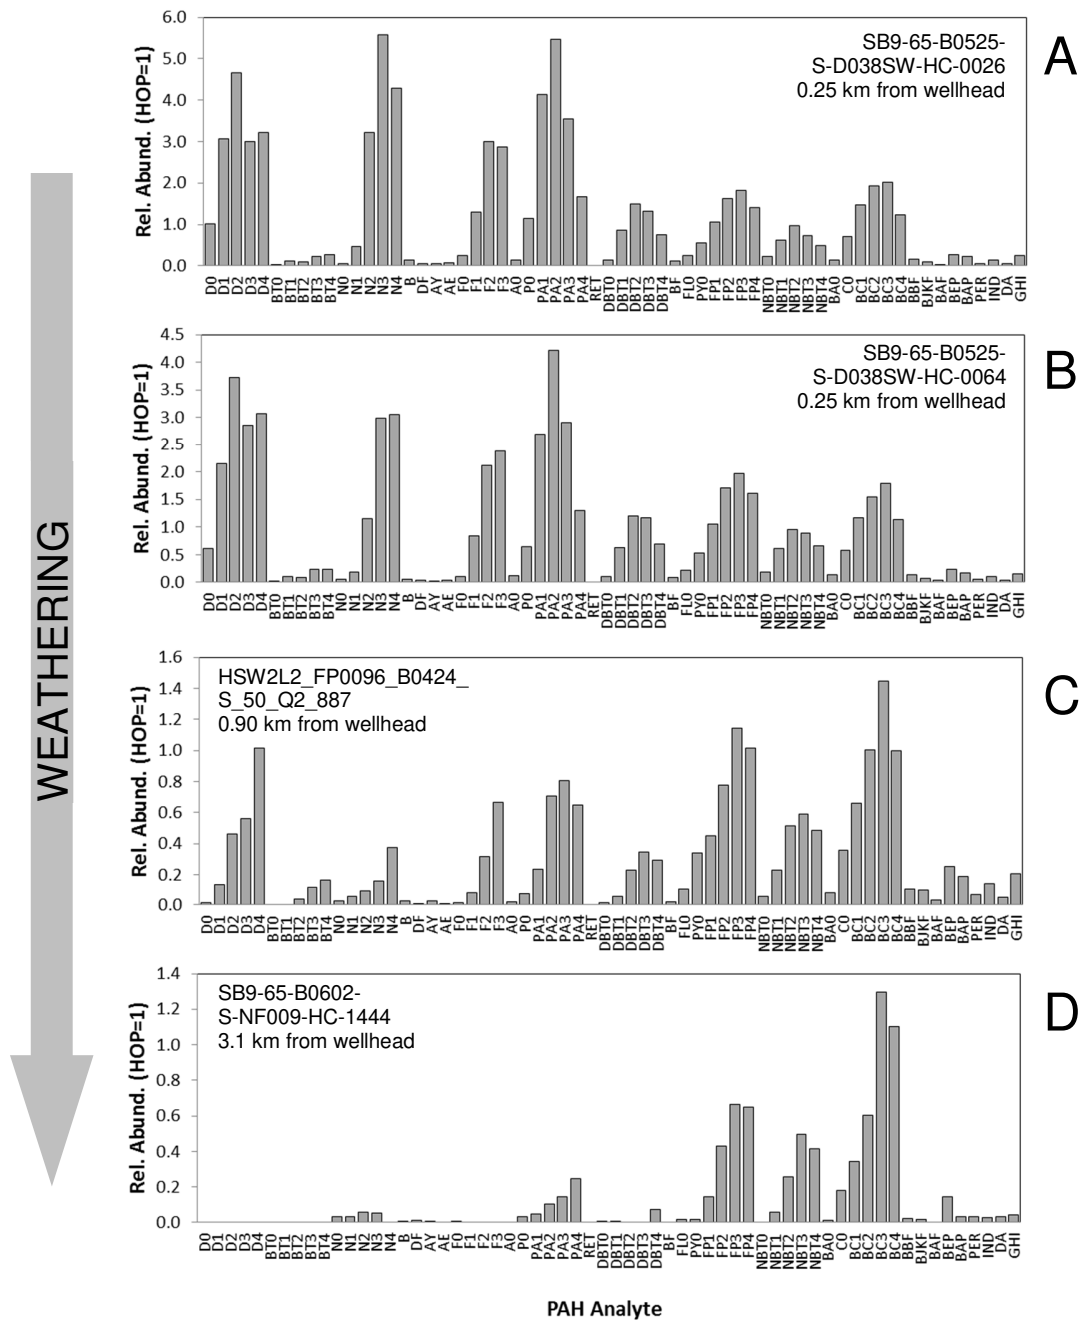 WEATHERING
A
Rel. Abund. (HOP=1)
6.0
5.0
4.0
3.0
2.0
1.0
0.0
SB9-65-B0525-
S-D038SW-HC-0026
0.25 km from wellhead
D0 D1 D2 D3 D4 BT0 BT1 BT2 BT3 BT4 N0 N1 N2 N3 N4 B DF AY AE F0 F1 F2 F3 A0 P0 PA1 PA2 PA3 PA4 RET DBT0 DBT1 DBT2 DBT3 DBT4 BF FL0 PY0 FP1 FP2 FP3 FP4 NBT0 NBT1 NBT2 NBT3 NBT4 BA0 C0 BC1 BC2 BC3 BC4 BBF BJKF BAF BEP BAP PER IND DA GHI
B
Rel. Abund. (HOP=1)
4.5
4.0
3.5
3.0
2.5
2.0
1.5
1.0
0.5
0.0
SB9-65-B0525-
S-D038SW-HC-0064
0.25 km from wellhead
D0 D1 D2 D3 D4 BT0 BT1 BT2 BT3 BT4 N0 N1 N2 N3 N4 B DF AY AE F0 F1 F2 F3 A0 P0 PA1 PA2 PA3 PA4 RET DBT0 DBT1 DBT2 DBT3 DBT4 BF FL0 PY0 FP1 FP2 FP3 FP4 NBT0 NBT1 NBT2 NBT3 NBT4 BA0 C0 BC1 BC2 BC3 BC4 BBF BJKF BAF BEP BAP PER IND DA GHI
C
Rel. Abund. (HOP=1)
1.6
1.4
1.2
1.0
0.8
0.6
0.4
0.2
0.0
HSW2L2_FP0096_B0424_
S_50_Q2_887
0.90 km from wellhead
D0 D1 D2 D3 D4 BT0 BT1 BT2 BT3 BT4 N0 N1 N2 N3 N4 B DF AY AE F0 F1 F2 F3 A0 P0 PA1 PA2 PA3 PA4 RET DBT0 DBT1 DBT2 DBT3 DBT4 BF FL0 PY0 FP1 FP2 FP3 FP4 NBT0 NBT1 NBT2 NBT3 NBT4 BA0 C0 BC1 BC2 BC3 BC4 BBF BJKF BAF BEP BAP PER IND DA GHI
D
Rel. Abund. (HOP=1)
1.4
1.2
1.0
0.8
0.6
0.4
0.2
0.0
SB9-65-B0602-
S-NF009-HC-1444
3.1 km from wellhead
D0 D1 D2 D3 D4 BT0 BT1 BT2 BT3 BT4 N0 N1 N2 N3 N4 B DF AY AE F0 F1 F2 F3 A0 P0 PA1 PA2 PA3 PA4 RET DBT0 DBT1 DBT2 DBT3 DBT4 BF FL0 PY0 FP1 FP2 FP3 FP4 NBT0 NBT1 NBT2 NBT3 NBT4 BA0 C0 BC1 BC2 BC3 BC4 BBF BJKF BAF BEP BAP PER IND DA GHI
PAH Analyte